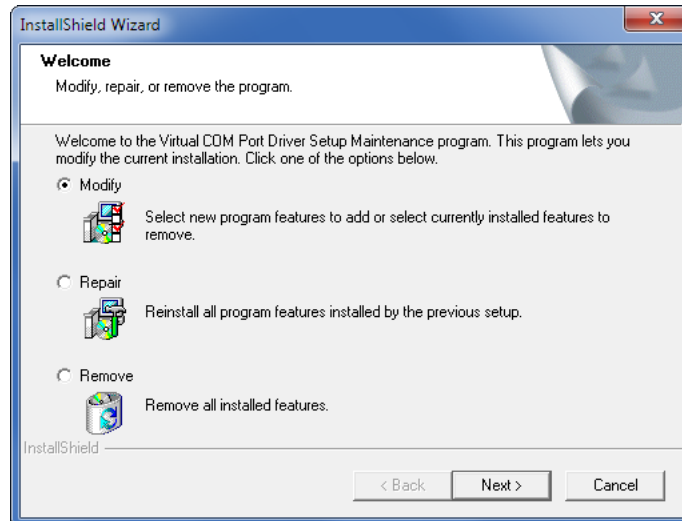 InstallShield Wizard
Welcome
Modify, repair, or remove the program.
Welcome to the Virtual COM Port Driver Setup Maintenance program. This program lets you
modify the current installation. Click one of the options below.
Modify
Select new program features to add or select currently installed features to
remove.
Repair
Reinstall all program features installed by the previous setup.
Remove
Remove all installed features.
InstallShield
< Back Next > Cancel